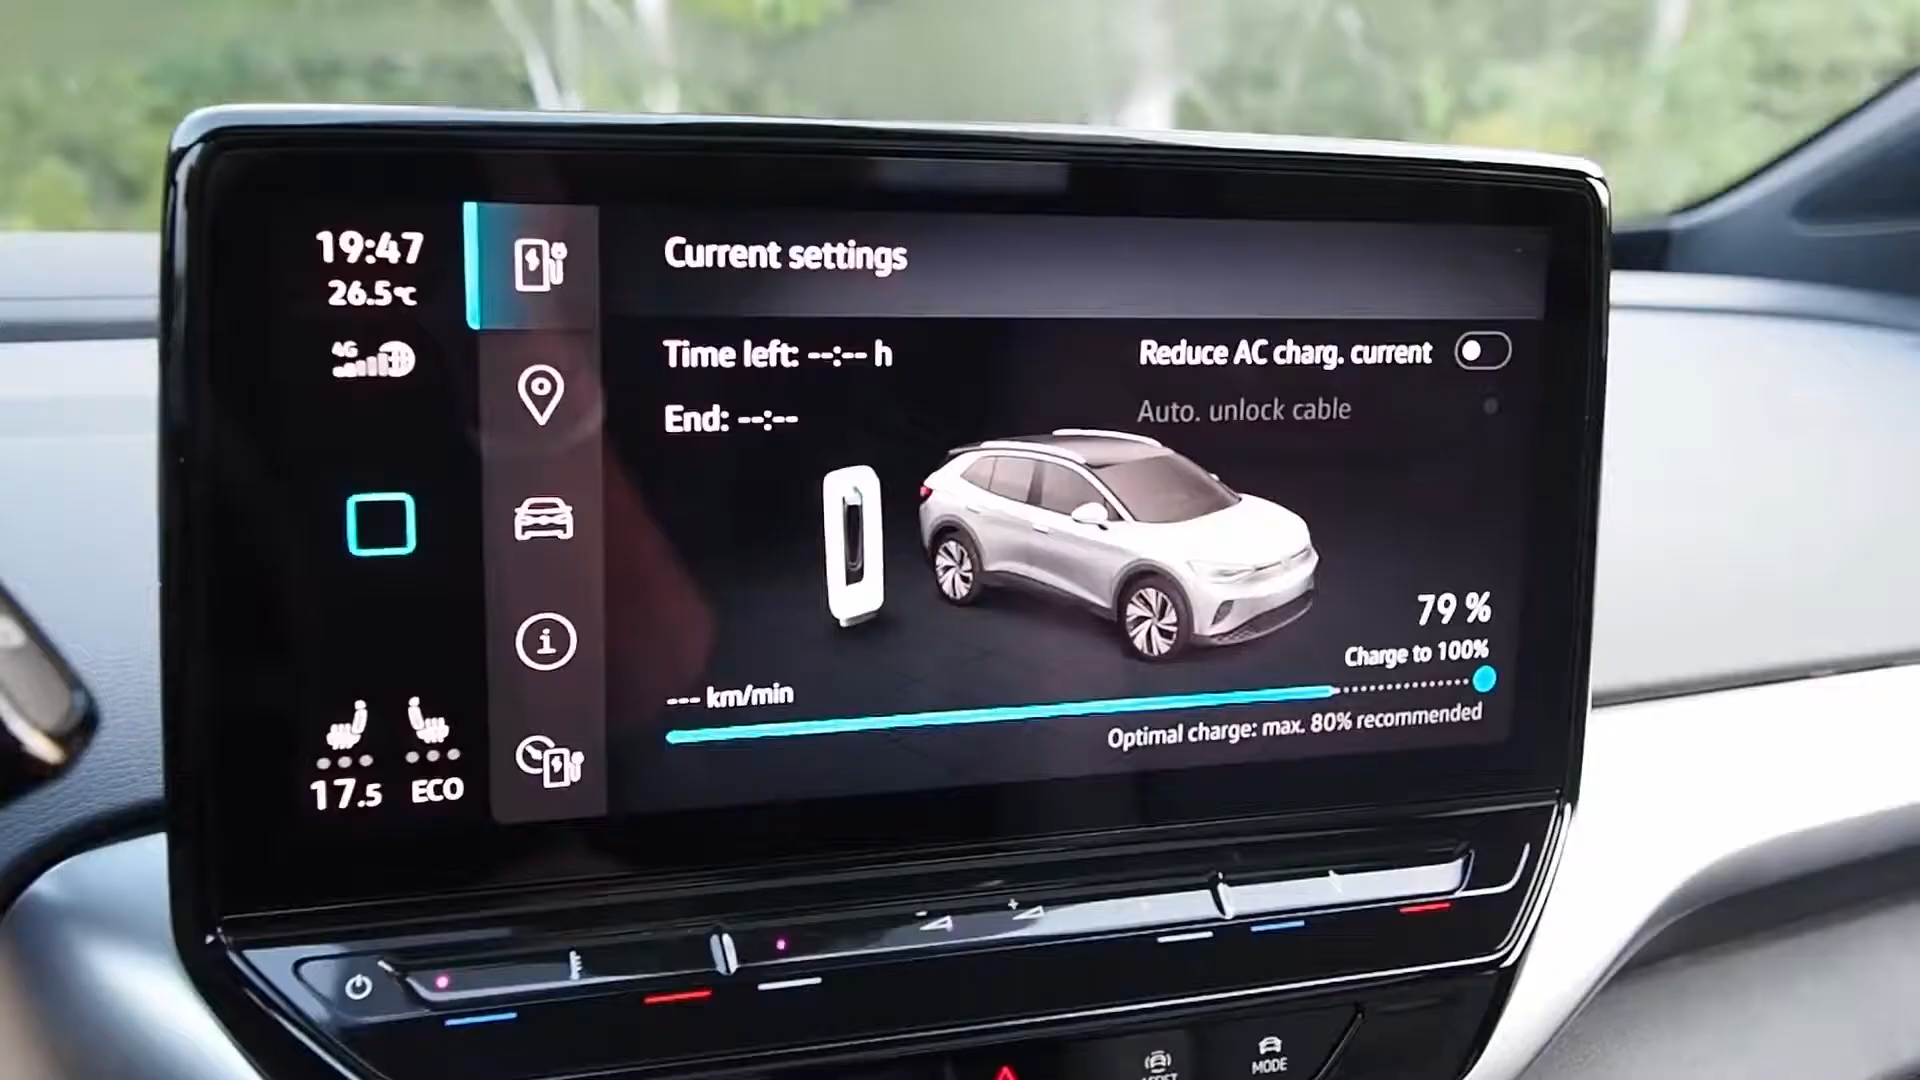 19:47
26.5°C
4G
Current settings
Time left: --:-- h
End: --:--
Reduce AC charg. current
Auto. unlock cable
79 %
Charge to 100%
--- km/min
Optimal charge: max. 80% recommended
17.5
ECO
MODE